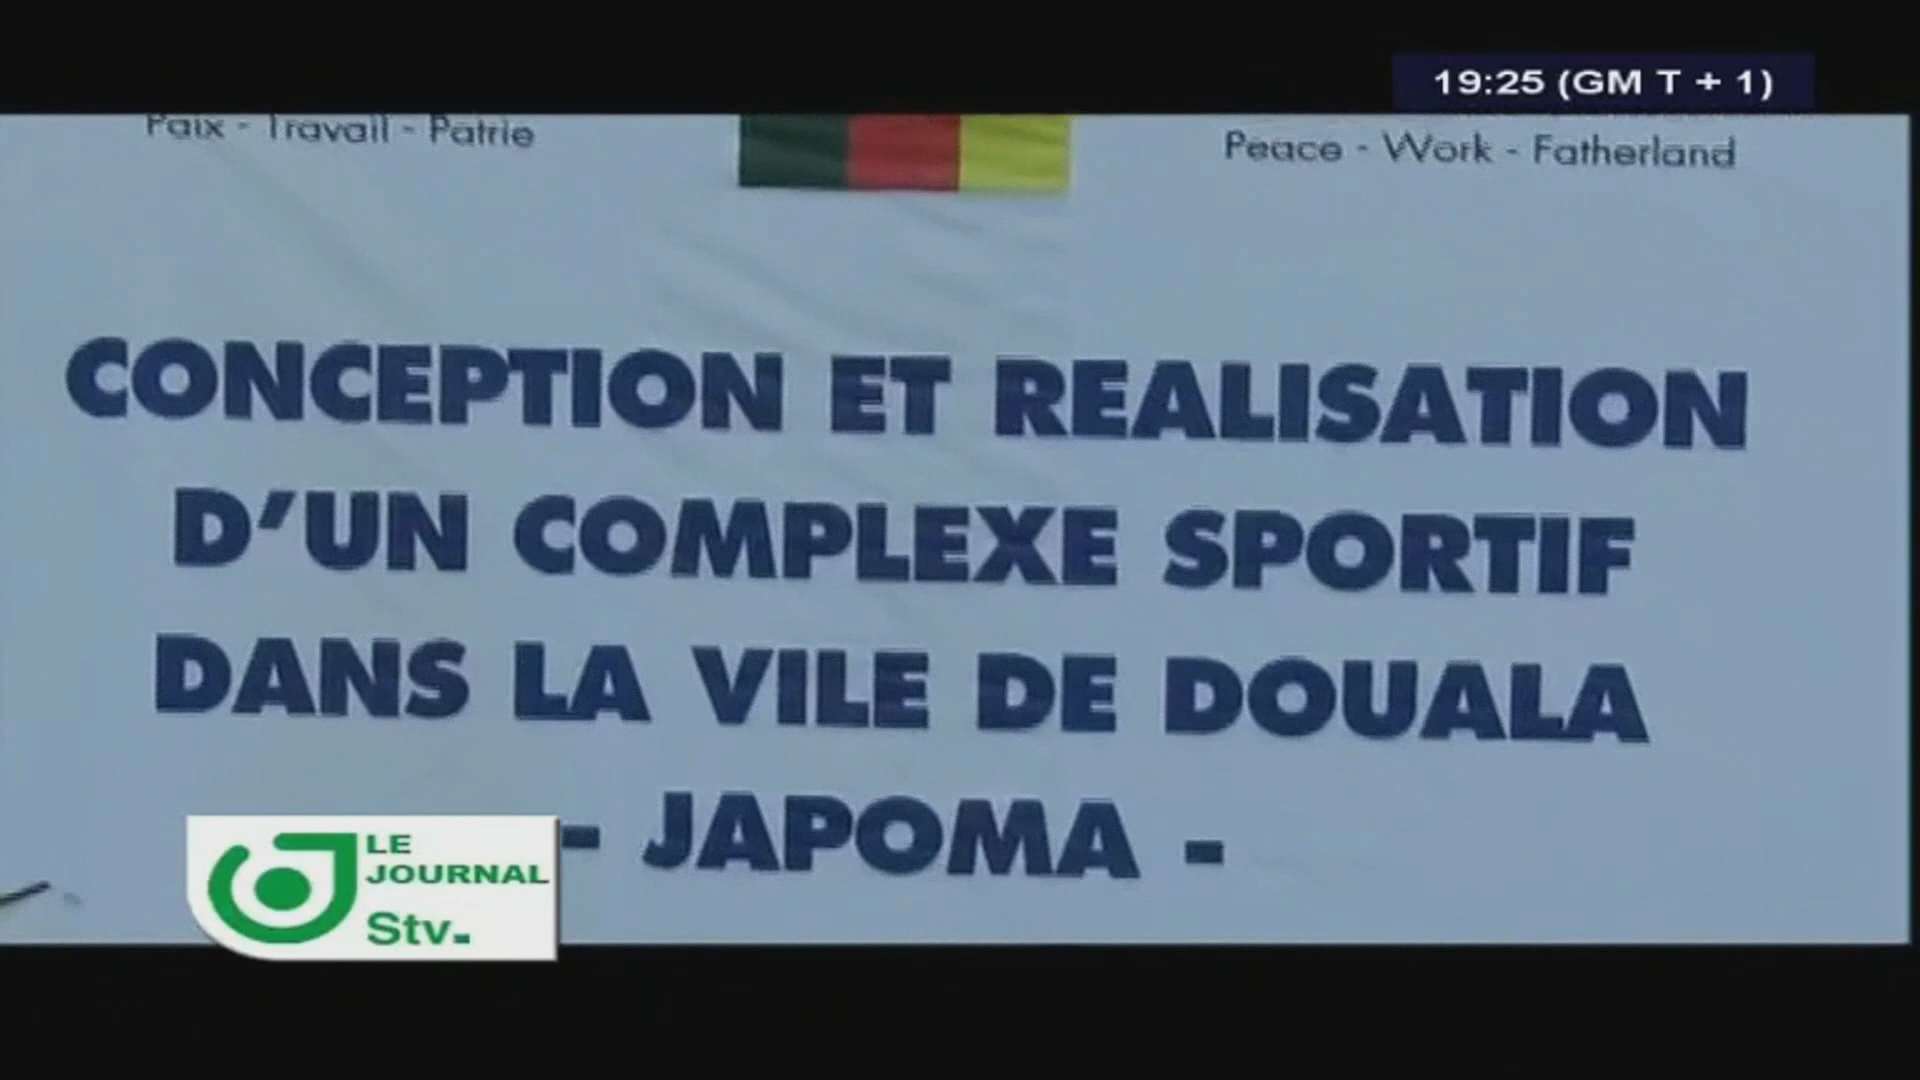 19:25 (GM T + 1)
Paix - Travail - Patrie
Peace - Work - Fatherland
CONCEPTION ET REALISATION
D'UN COMPLEXE SPORTIF
DANS LA VILE DE DOUALA
- JAPOMA -
LE
JOURNAL
Stv.